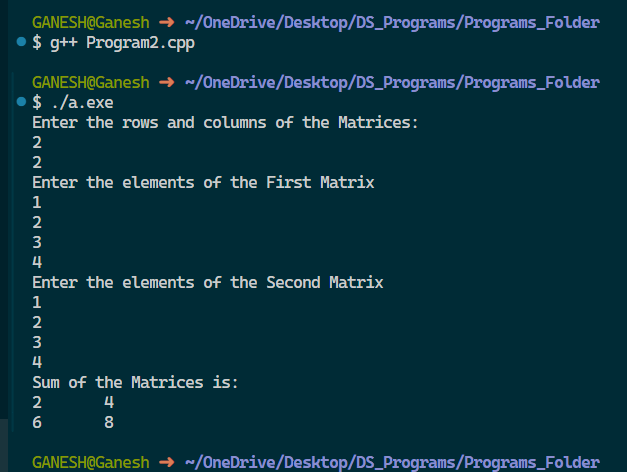 GANESH@Ganesh ➜ ~/OneDrive/Desktop/DS_Programs/Programs_Folder
$ g++ Program2.cpp
GANESH@Ganesh ➜ ~/OneDrive/Desktop/DS_Programs/Programs_Folder
$ ./a.exe
Enter the rows and columns of the Matrices:
2
2
Enter the elements of the First Matrix
1
2
3
4
Enter the elements of the Second Matrix
1
2
3
4
Sum of the Matrices is:
2 4
6 8
GANESH@Ganesh ➜ ~/OneDrive/Desktop/DS_Programs/Programs_Folder